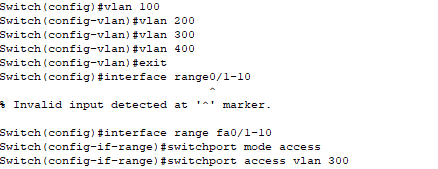 Switch(config)#vlan 100
Switch(config-vlan)#vlan 200
Switch(config-vlan)#vlan 300
Switch(config-vlan)#vlan 400
Switch(config-vlan)#exit
Switch(config)#interface range0/1-10
^
% Invalid input detected at '^' marker.
Switch(config)#interface range fa0/1-10
Switch(config-if-range)#switchport mode access
Switch(config-if-range)#switchport access vlan 300